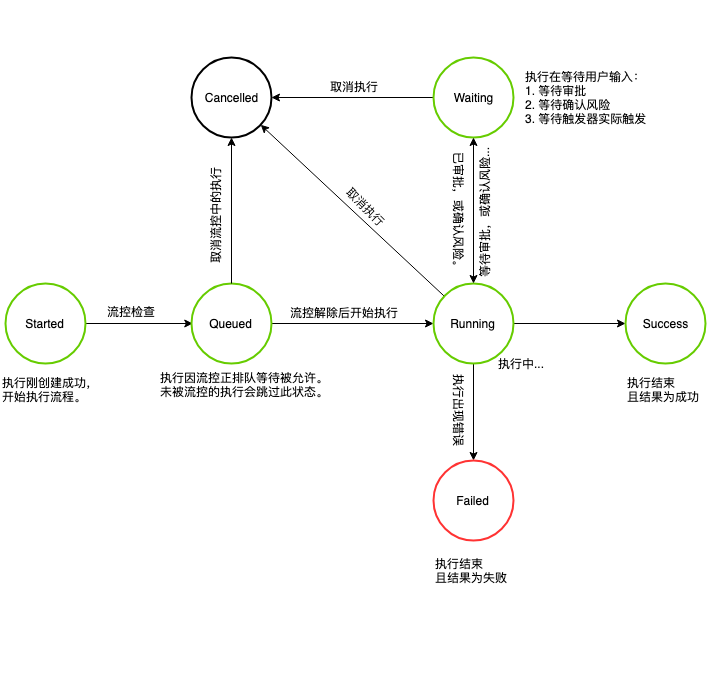 Cancelled
取消执行
Waiting
执行在等待用户输入：
1. 等待审批
2. 等待确认风险
3. 等待触发器实际触发
取消流控中的执行
取消执行
已审批，或确认风险。
等待审批，或确认风险...
Started
流控检查
Queued
流控解除后开始执行
Running
Success
执行刚创建成功，
开始执行流程。
执行因流控正排队等待被允许。
未被流控的执行会跳过此状态。
执行中...
执行结束
且结果为成功
执行出现错误
Failed
执行结束
且结果为失败